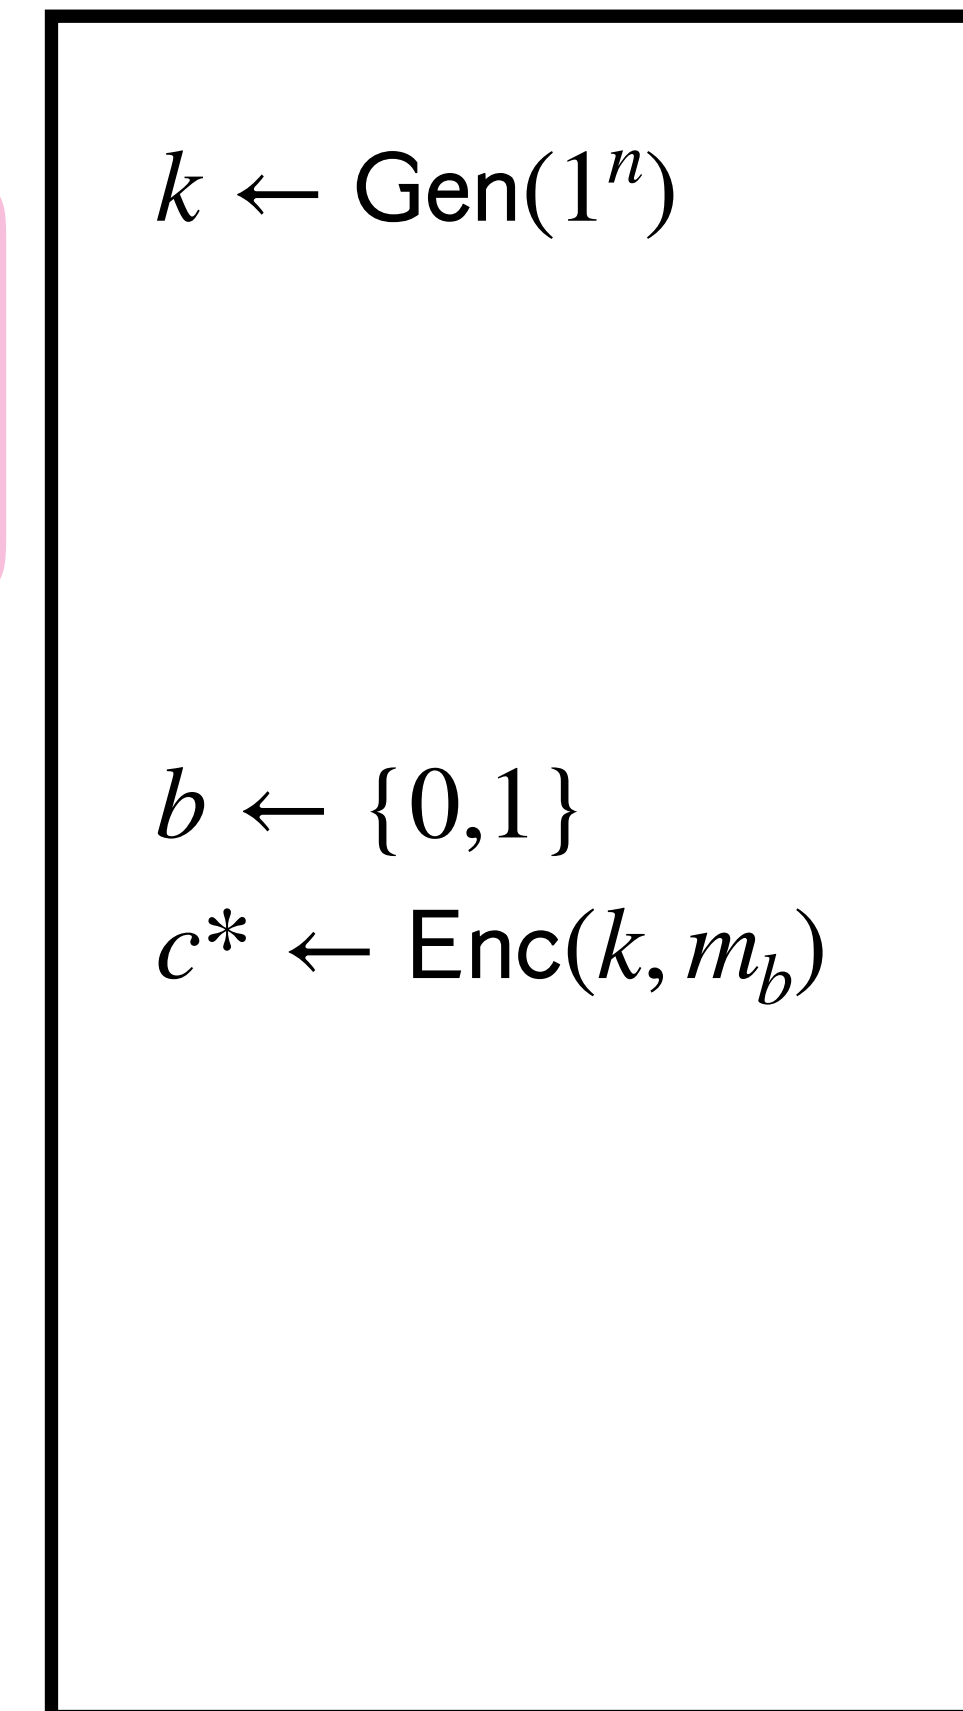 k ← Gen(1ⁿ)
b ← {0,1}
c* ← Enc(k, m_b)